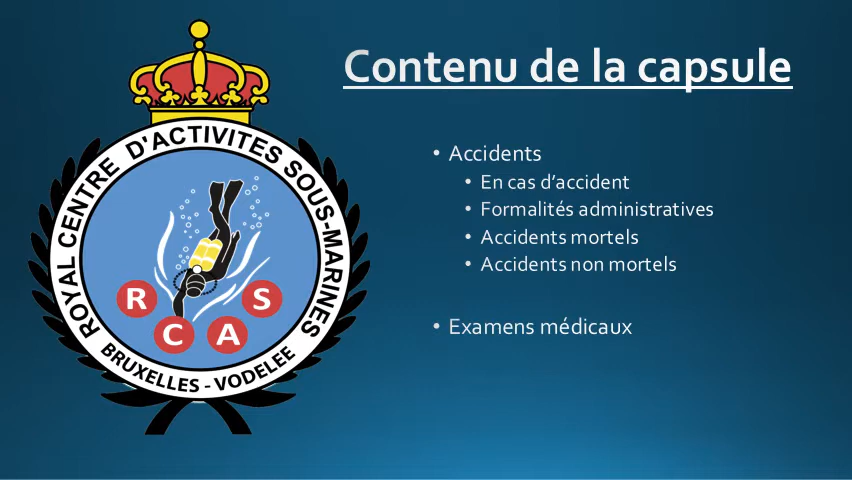 Contenu de la capsule
• Accidents
• En cas d’accident
• Formalités administratives
• Accidents mortels
• Accidents non mortels
• Examens médicaux
ROYAL CENTRE D'ACTIVITES SOUS-MARINES
R C A S
BRUXELLES - VODELEE